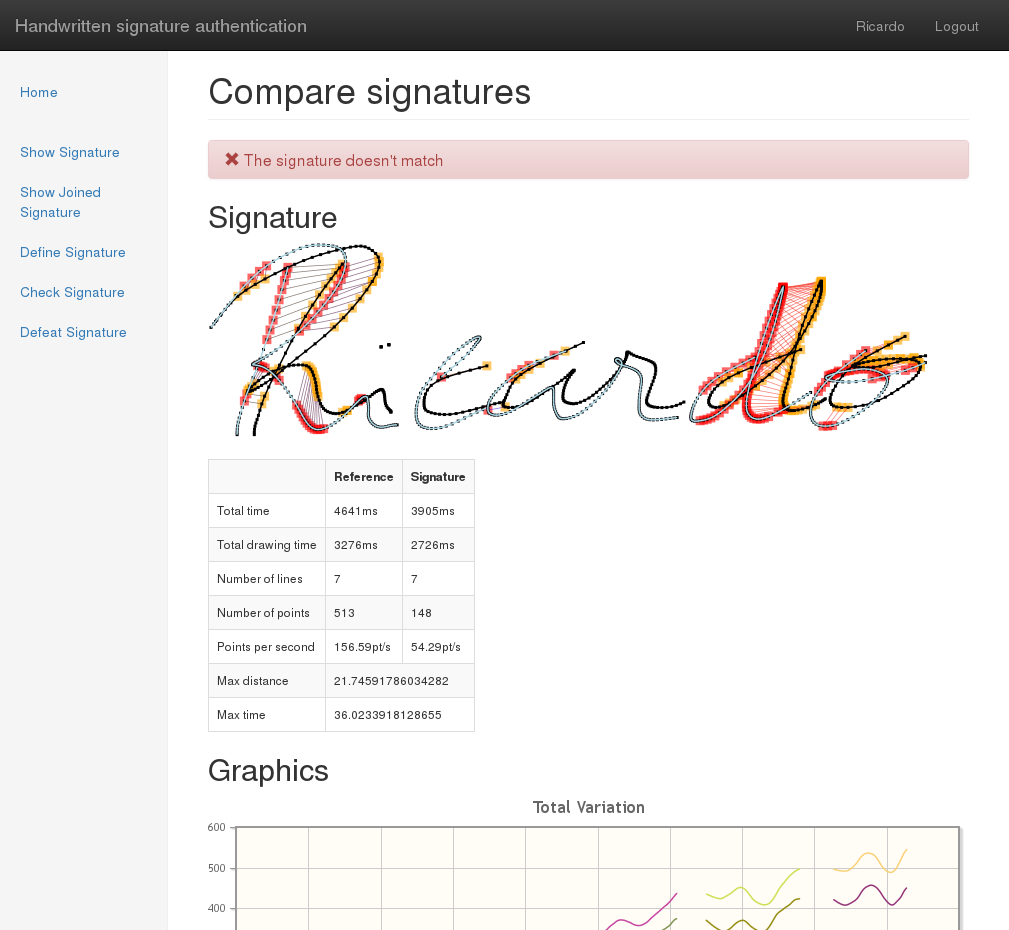 Handwritten signature authentication Ricardo Logout
Home
Show Signature
Show Joined
Signature
Define Signature
Check Signature
Defeat Signature
Compare signatures
✖ The signature doesn't match
Signature
Ricardo
Reference Signature
Total time 4641ms 3905ms
Total drawing time 3276ms 2726ms
Number of lines 7 7
Number of points 513 148
Points per second 156.59pt/s 54.29pt/s
Max distance 21.74591786034282
Max time 36.0233918128655
Graphics
Total Variation
600
500
400